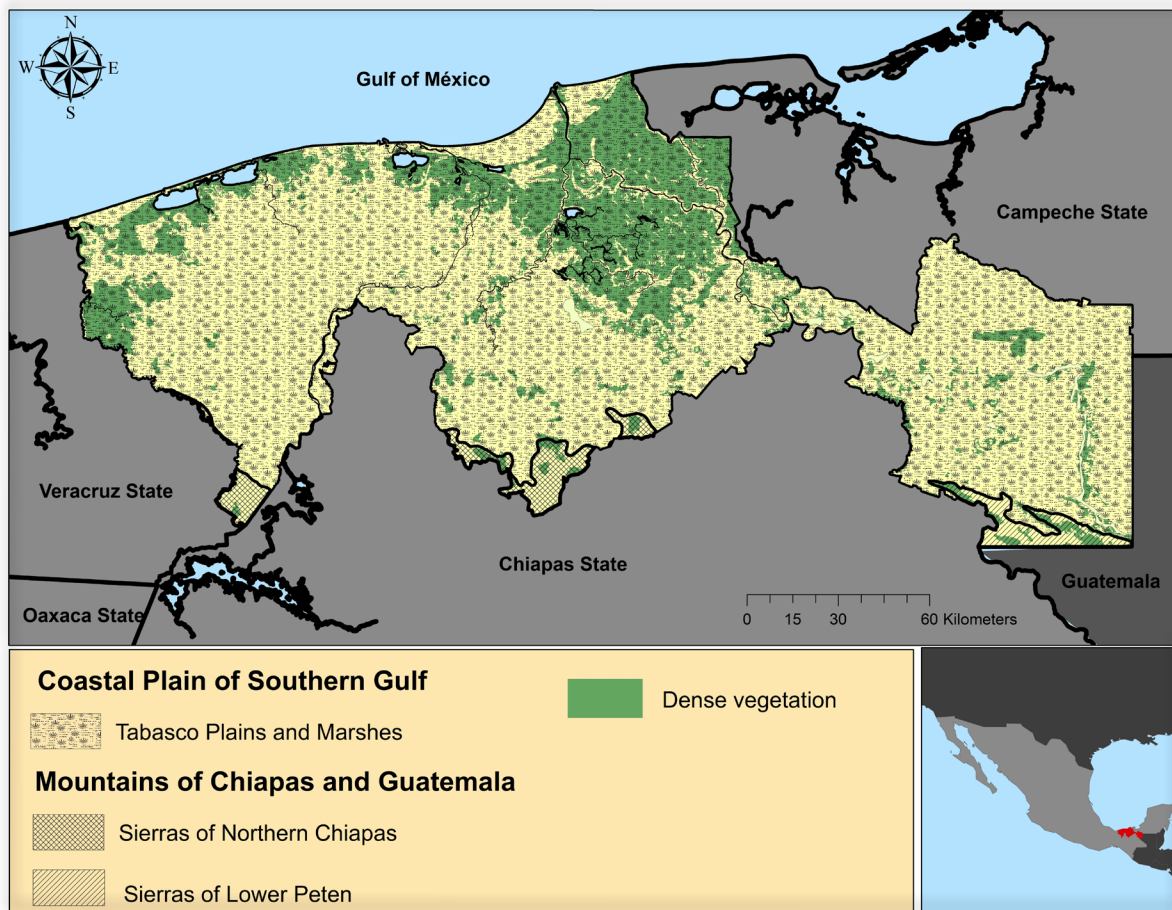 N
W E
S
Gulf of México
Campeche State
Veracruz State
Chiapas State
Guatemala
Oaxaca State
0 15 30 60 Kilometers
Coastal Plain of Southern Gulf
Tabasco Plains and Marshes
Dense vegetation
Mountains of Chiapas and Guatemala
Sierras of Northern Chiapas
Sierras of Lower Peten